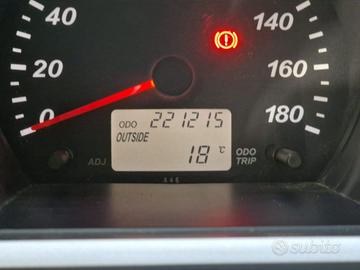 40
20
0
140
160
180
ODO 221215
OUTSIDE
18 °C
ADJ
ODO
TRIP
subito